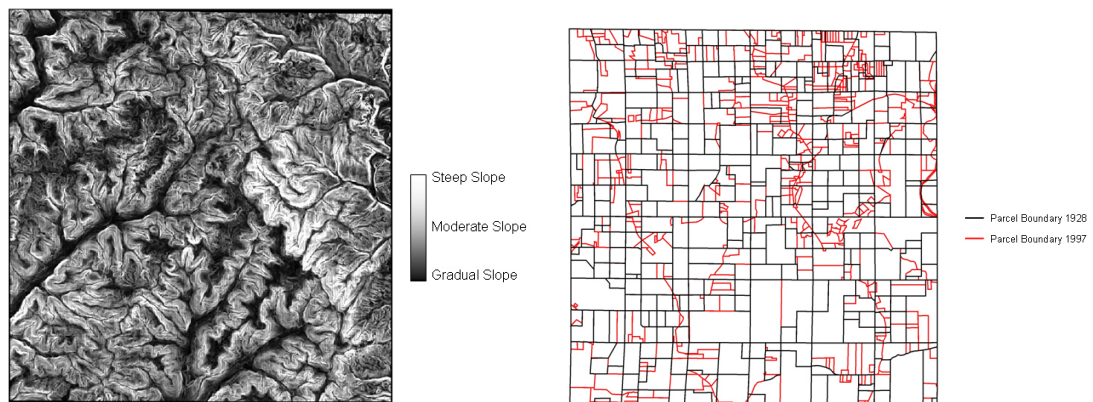 Steep Slope
Moderate Slope
Gradual Slope
Parcel Boundary 1928
Parcel Boundary 1997